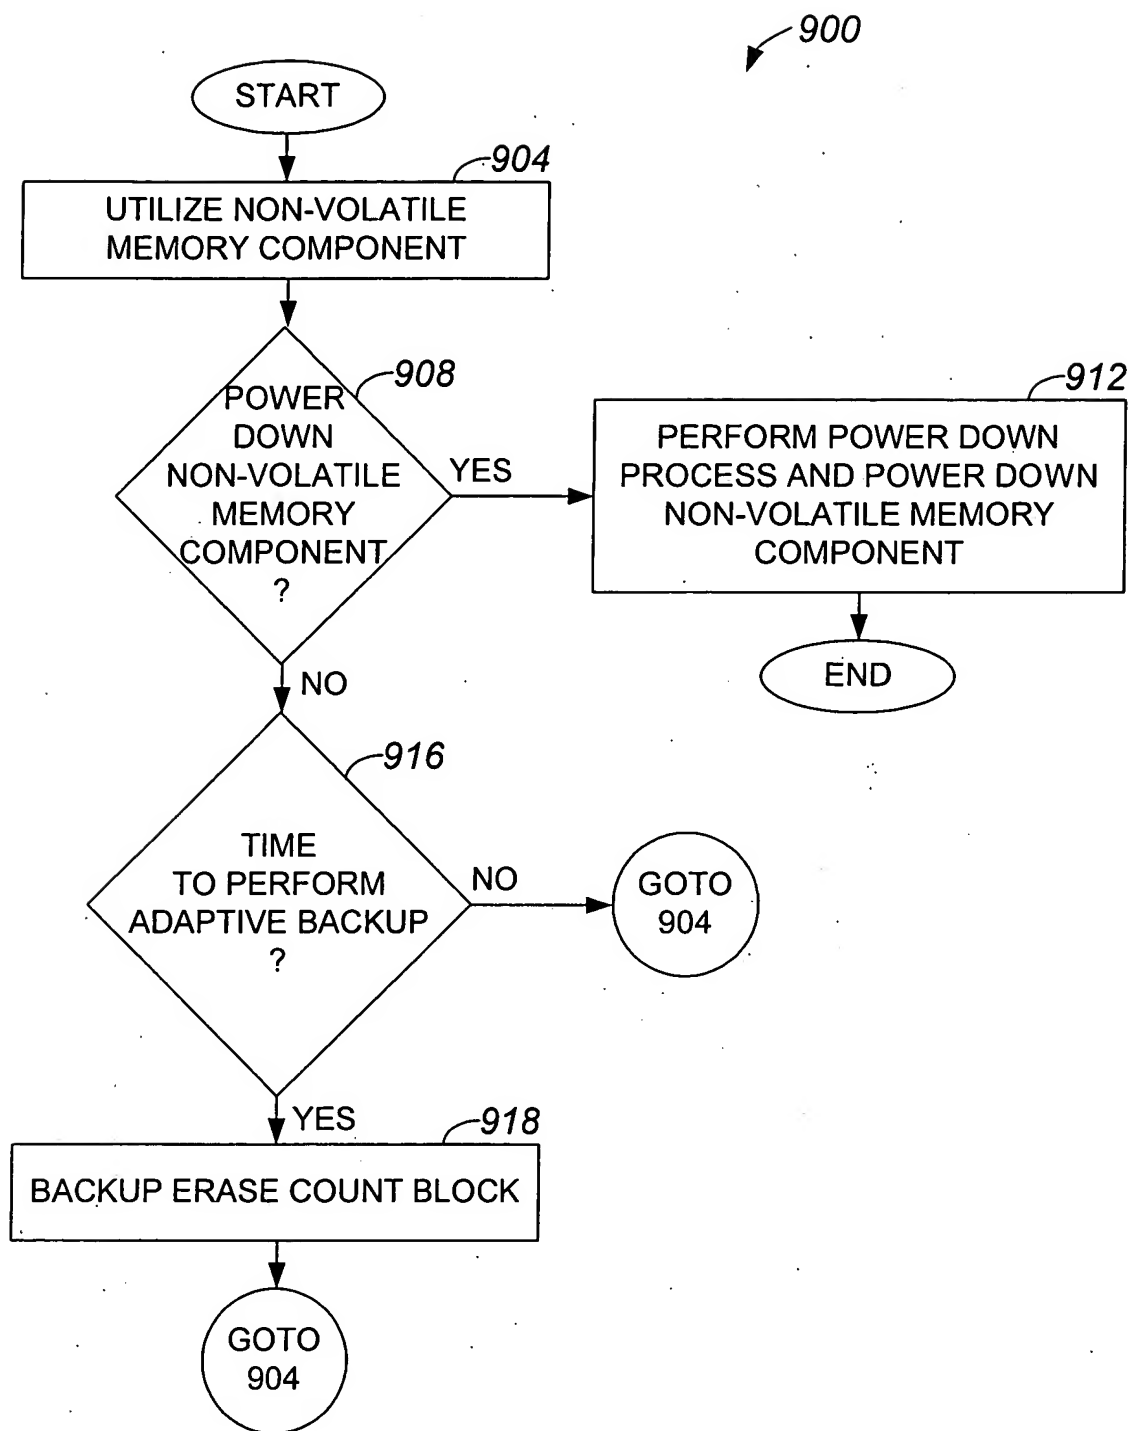 900
START
904
UTILIZE NON-VOLATILE
MEMORY COMPONENT
908
POWER
DOWN
NON-VOLATILE
MEMORY
COMPONENT
?
YES
912
PERFORM POWER DOWN
PROCESS AND POWER DOWN
NON-VOLATILE MEMORY
COMPONENT
END
NO
916
TIME
TO PERFORM
ADAPTIVE BACKUP
?
NO
GOTO
904
YES
918
BACKUP ERASE COUNT BLOCK
GOTO
904